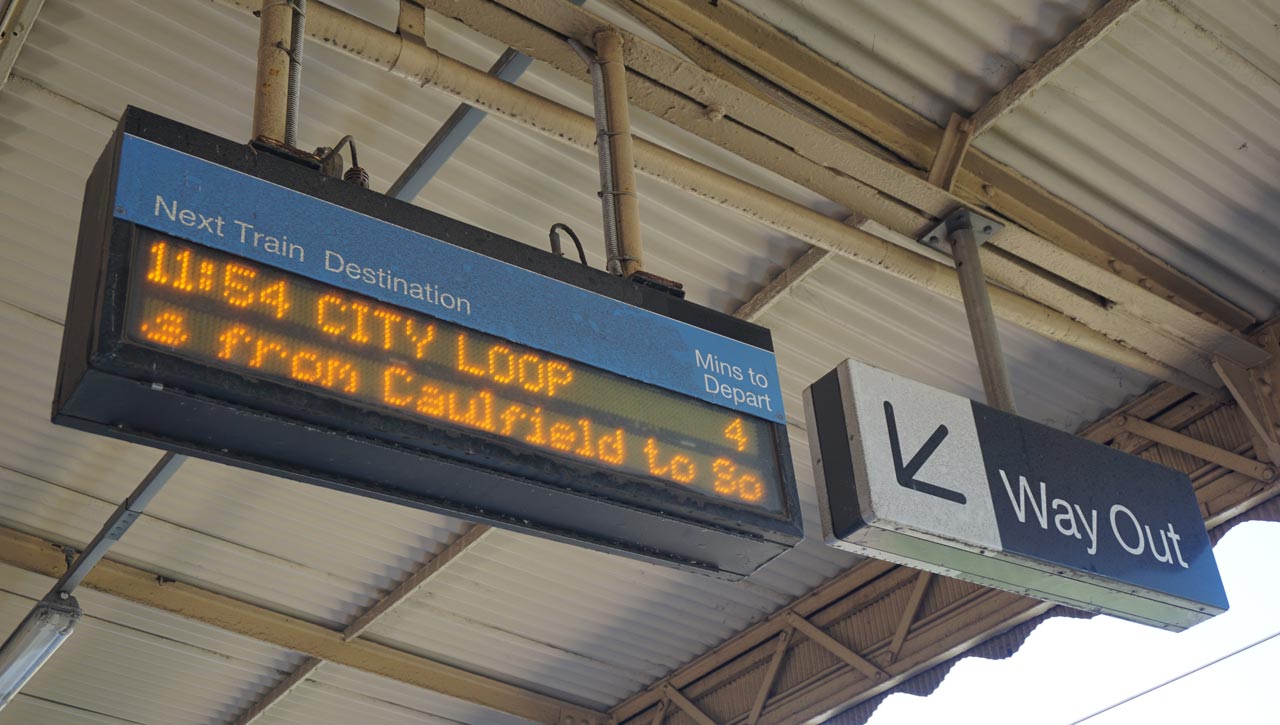 Next Train Destination
Mins to
Depart
11:54 CITY LOOP
4
from Caulfield to So
Way Out